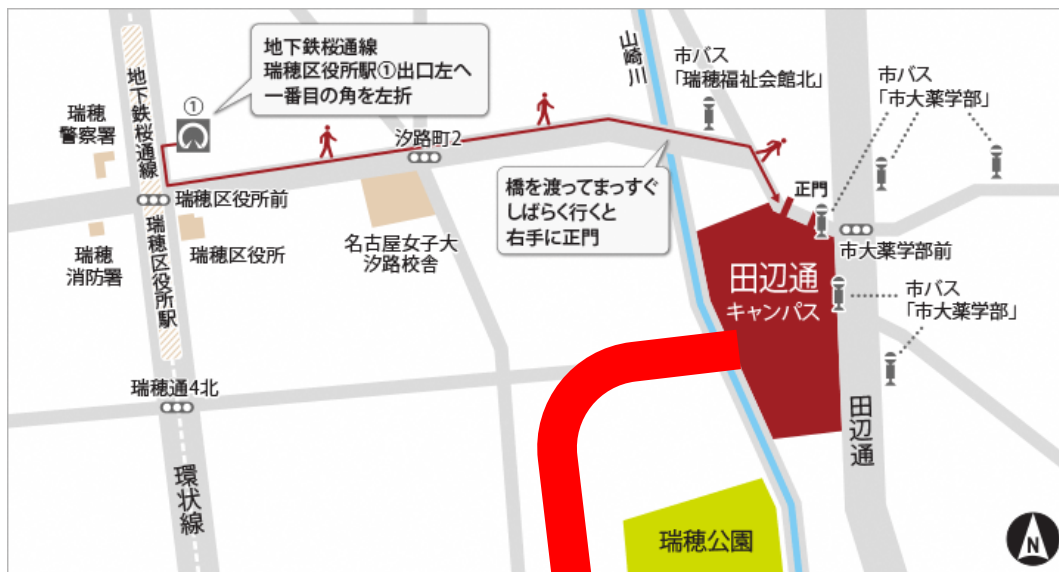 地下鉄桜通線
瑞穂区役所駅①出口左へ
一番目の角を左折
山崎川
市バス
「瑞穂福祉会館北」
市バス
「市大薬学部」
①
地下鉄桜通線
瑞穂
警察署
汐路町2
橋を渡ってまっすぐ
しばらく行くと
右手に正門
正門
瑞穂区役所前
瑞穂
消防署
瑞穂区役所
瑞穂区役所駅
名古屋女子大
汐路校舎
市大薬学部前
田辺通
キャンパス
市バス
「市大薬学部」
瑞穂通4北
田辺通
環状線
瑞穂公園
N